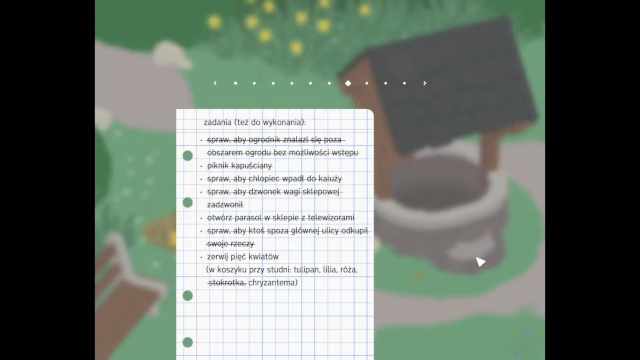 zadania (też do wykonania):
· spraw, aby ogrodnik znalazł się poza
obszarem ogrodu bez możliwości wstępu
· piknik kapuściany
· spraw, aby chłopiec wpadł do kałuży
· spraw, aby dzwonek wagi sklepowej
zadzwonił
· otwórz parasol w sklepie z telewizorami
· spraw, aby ktoś spoza głównej ulicy odkupił
swoje rzeczy
· zerwij pięć kwiatów
(w koszyku przy studni: tulipan, lilia, róża,
stokrotka, chryzantema)